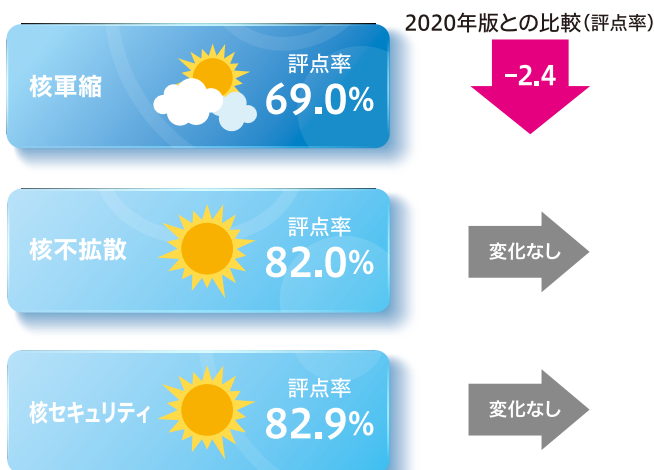 2020年版との比較(評点率)
核軍縮
評点率
69.0%
-2.4
核不拡散
評点率
82.0%
変化なし
核セキュリティ
評点率
82.9%
変化なし